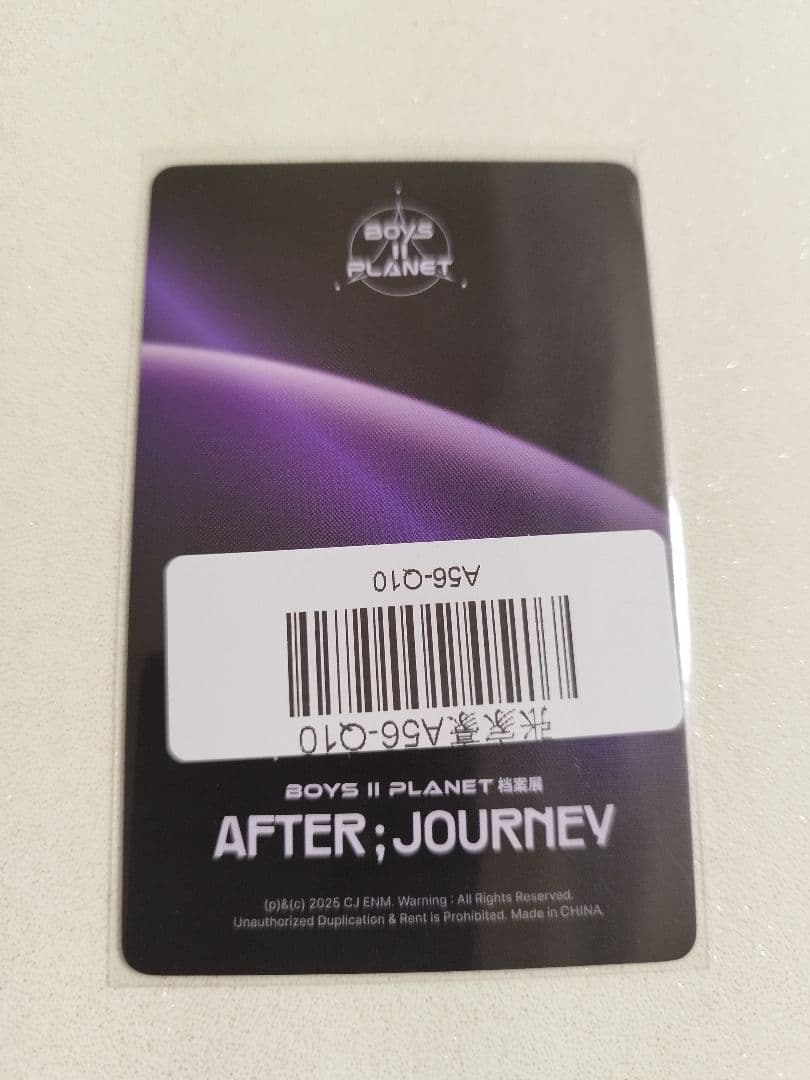 BOYS
II
PLANET
A56-Q10
张家豪A56-Q10
BOYS II PLANET 档案展
AFTER ; JOURNEY
(p)&(c) 2025 CJ ENM. Warning : All Rights Reserved.
Unauthorized Duplication & Rent is Prohibited. Made in CHINA